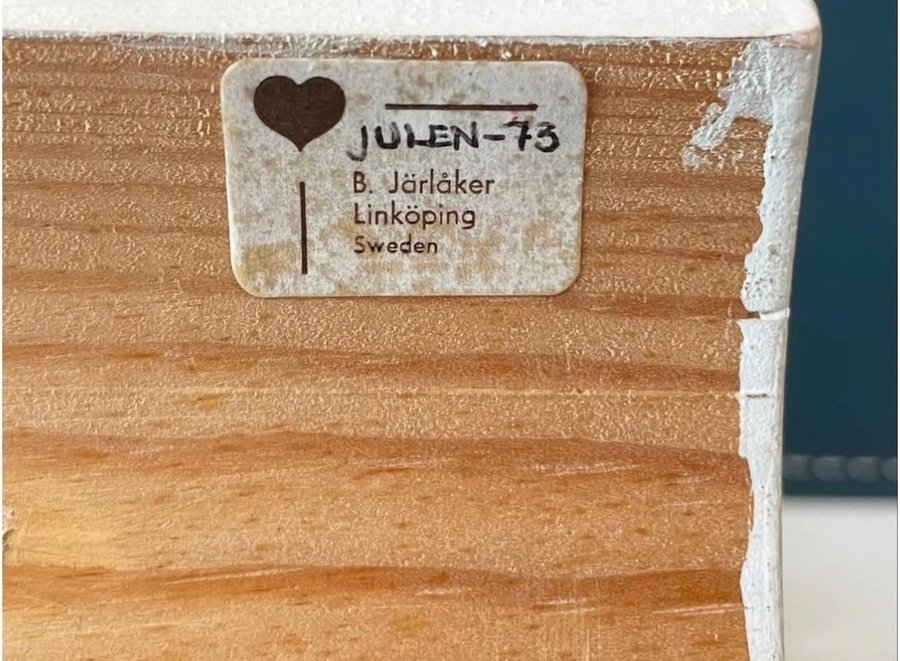 JULEN-73
B. Järlåker
Linköping
Sweden